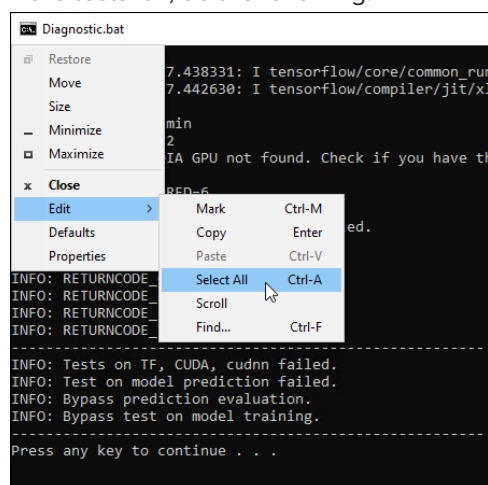 Diagnostic.bat
Restore
7.438331: I tensorflow/core/common_run
Move
7.442630: I tensorflow/compiler/jit/x
Size
Minimize
min
2
Maximize
IA GPU not found. Check if you have th
Close
RED=6
Edit
Mark Ctrl-M
Defaults
Copy Enter
ed.
Properties
Paste Ctrl-V
INFO: RETURNCODE_
Select All Ctrl-A
INFO: RETURNCODE_
Scroll
INFO: RETURNCODE_
INFO: RETURNCODE_
Find... Ctrl-F
INFO: Tests on TF, CUDA, cudnn failed.
INFO: Test on model prediction failed.
INFO: Bypass prediction evaluation.
INFO: Bypass test on model training.
Press any key to continue . . .